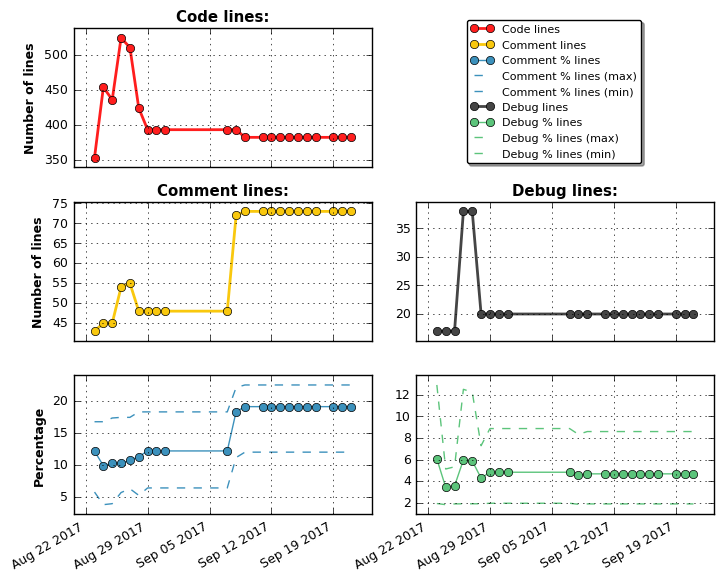 Code lines:
Number of lines
500
450
400
350
Code lines
Comment lines
Comment % lines
Comment % lines (max)
Comment % lines (min)
Debug lines
Debug % lines
Debug % lines (max)
Debug % lines (min)
Comment lines:
Number of lines
75
70
65
60
55
50
45
Debug lines:
35
30
25
20
Percentage
20
15
10
5
Aug 22 2017
Aug 29 2017
Sep 05 2017
Sep 12 2017
Sep 19 2017
12
10
8
6
4
2
Aug 22 2017
Aug 29 2017
Sep 05 2017
Sep 12 2017
Sep 19 2017